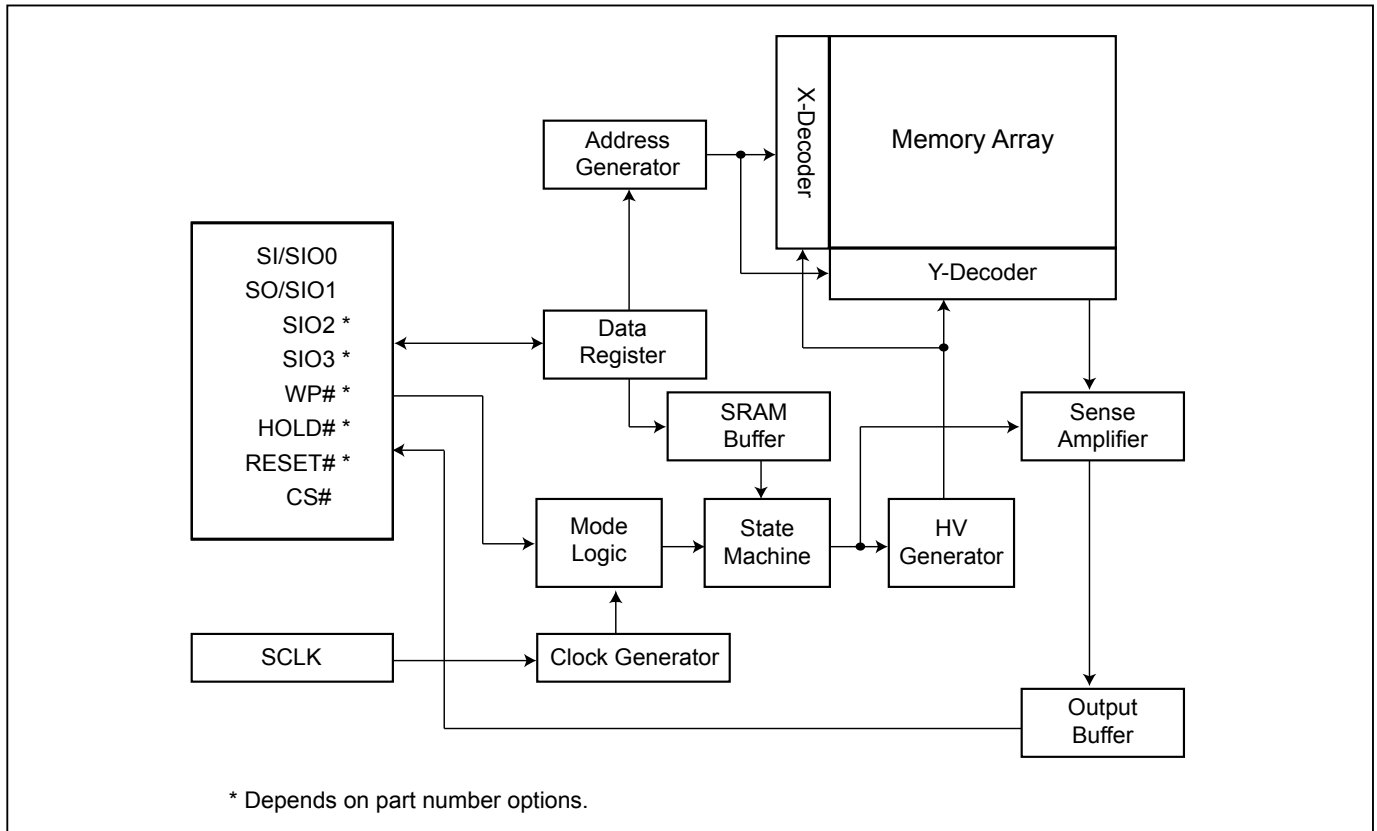 X-Decoder
Memory Array
Address
Generator
Y-Decoder
SI/SIO0
SO/SIO1
SIO2 *
SIO3 *
WP# *
HOLD# *
RESET# *
CS#
Data
Register
SRAM
Buffer
Sense
Amplifier
Mode
Logic
State
Machine
HV
Generator
SCLK
Clock Generator
Output
Buffer
* Depends on part number options.